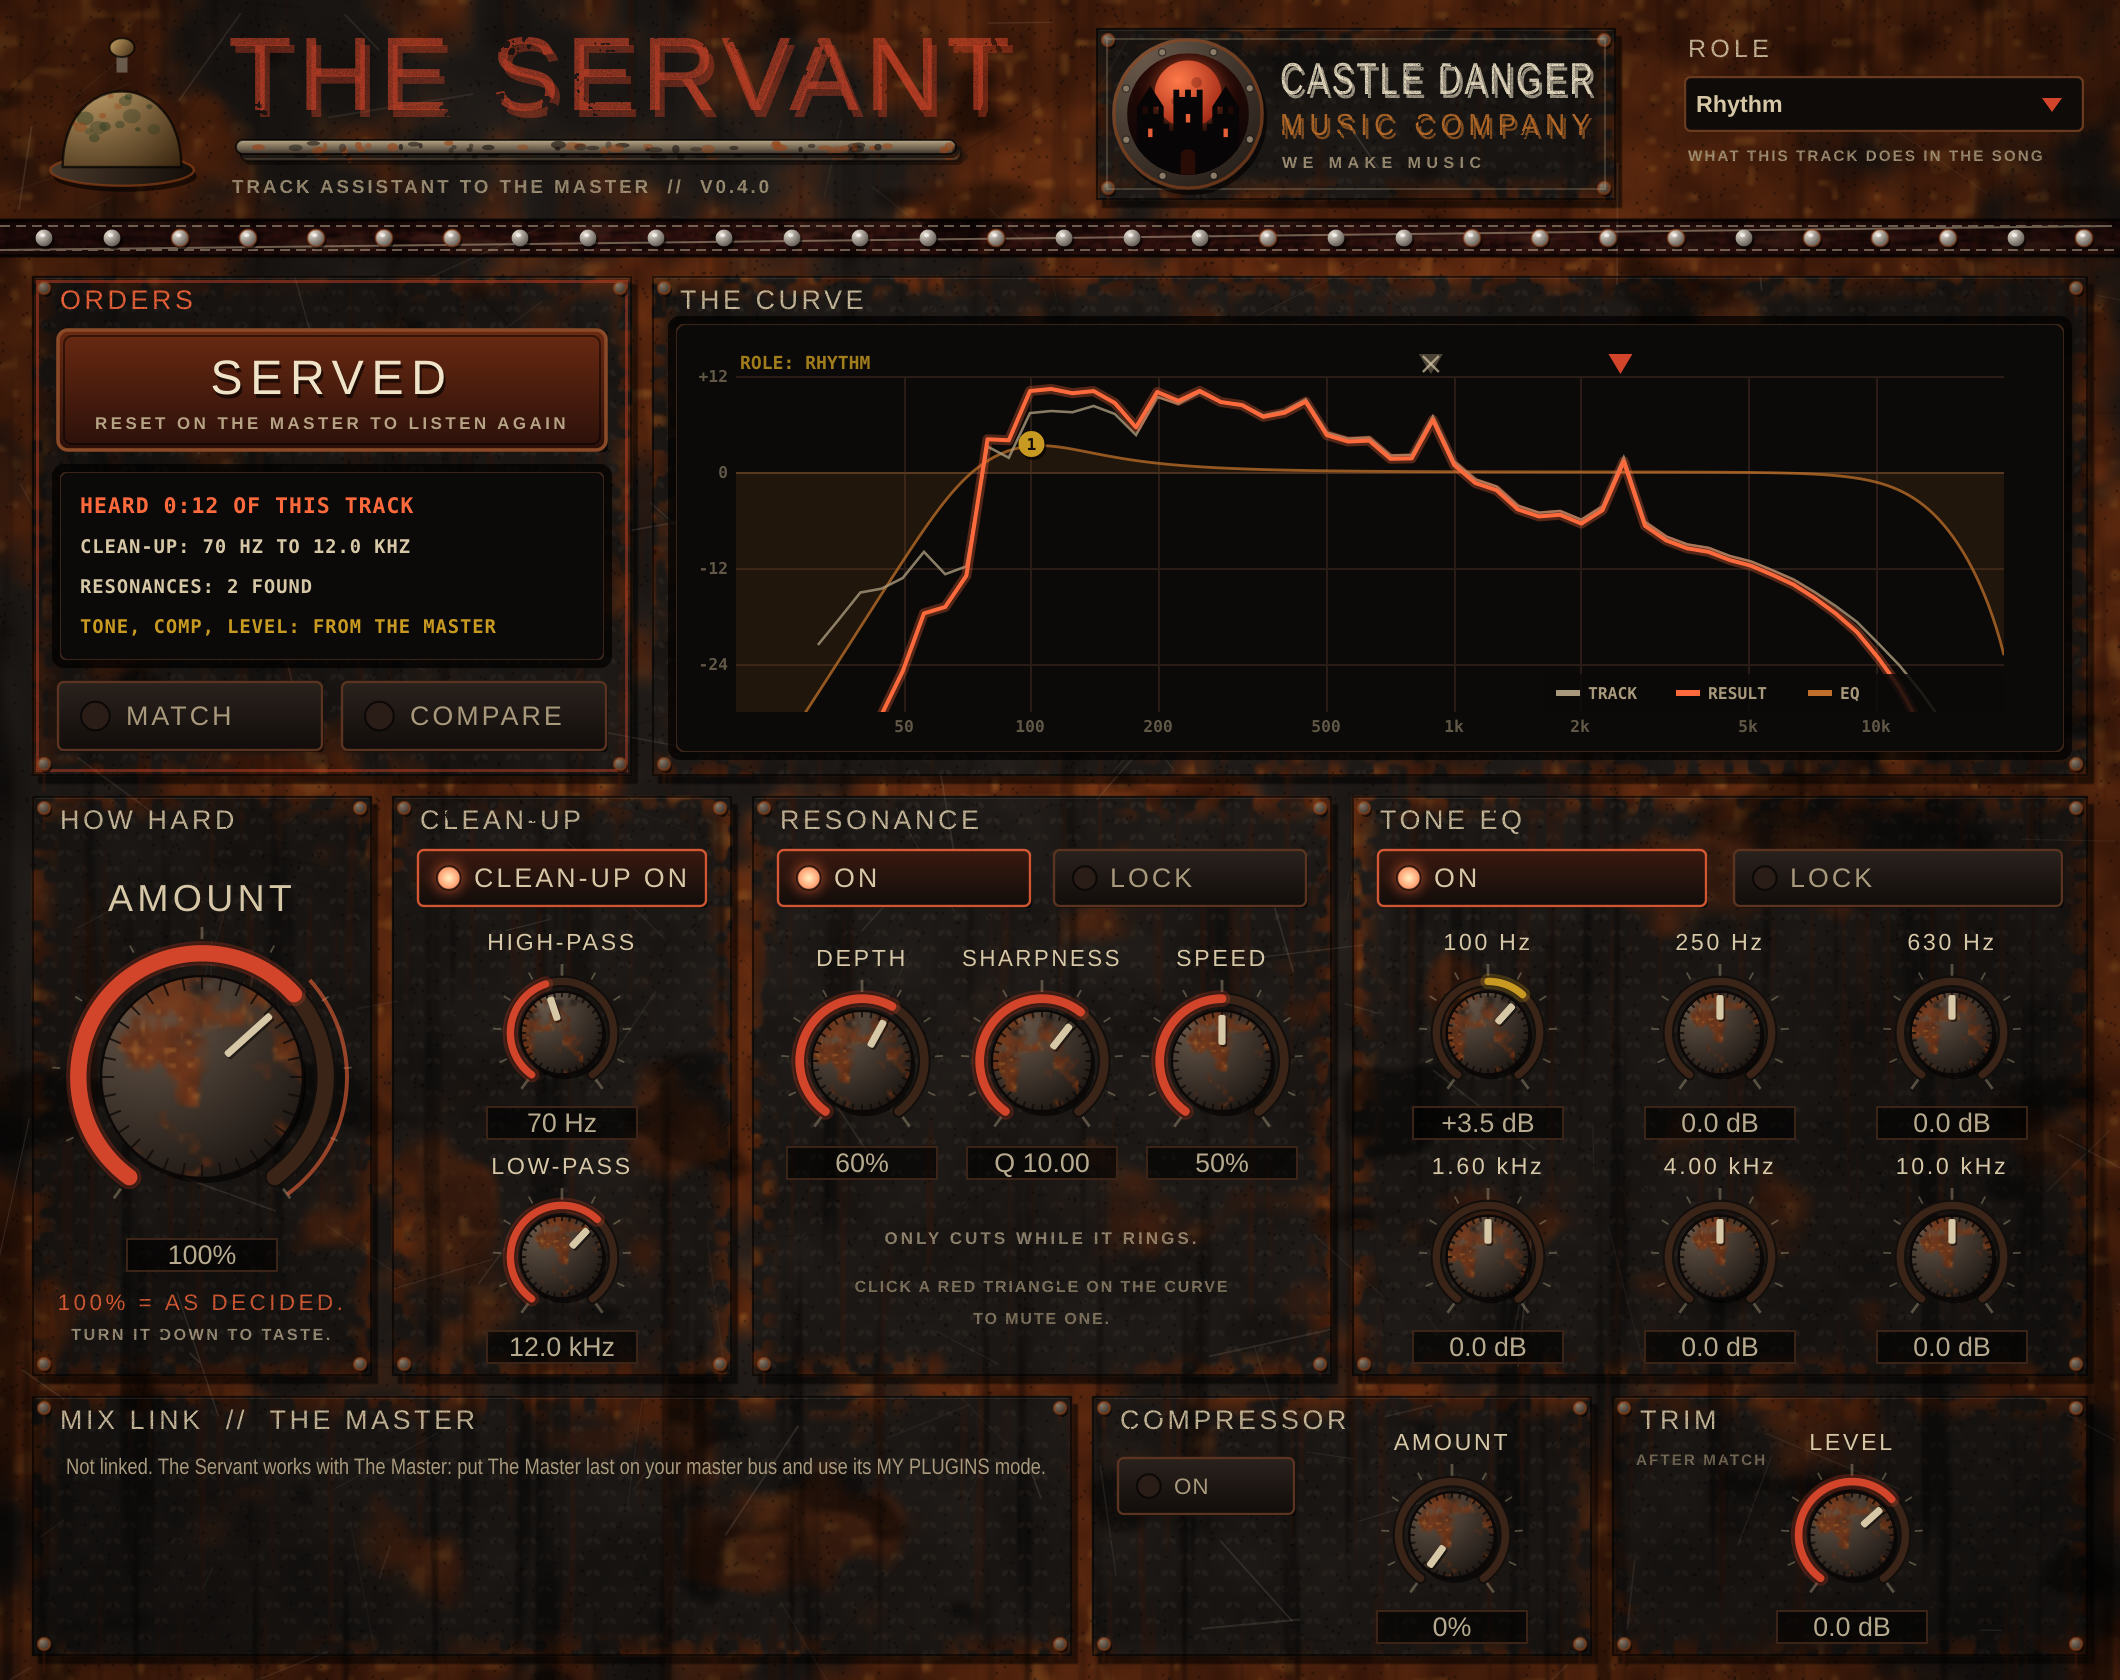 THE SERVANT
TRACK ASSISTANT TO THE MASTER // V0.4.0
CASTLE DANGER
MUSIC COMPANY
WE MAKE MUSIC
ROLE
Rhythm
WHAT THIS TRACK DOES IN THE SONG
ORDERS
SERVED
RESET ON THE MASTER TO LISTEN AGAIN
HEARD 0:12 OF THIS TRACK
CLEAN-UP: 70 HZ TO 12.0 KHZ
RESONANCES: 2 FOUND
TONE, COMP, LEVEL: FROM THE MASTER
MATCH
COMPARE
THE CURVE
ROLE: RHYTHM
+12
0
-12
-24
1
TRACK
RESULT
EQ
50
100
200
500
1k
2k
5k
10k
HOW HARD
AMOUNT
100%
100% = AS DECIDED.
TURN IT DOWN TO TASTE.
CLEAN-UP
CLEAN-UP ON
HIGH-PASS
70 Hz
LOW-PASS
12.0 kHz
RESONANCE
ON
LOCK
DEPTH
SHARPNESS
SPEED
60%
Q 10.00
50%
ONLY CUTS WHILE IT RINGS.
CLICK A RED TRIANGLE ON THE CURVE
TO MUTE ONE.
TONE EQ
ON
LOCK
100 Hz
250 Hz
630 Hz
+3.5 dB
0.0 dB
0.0 dB
1.60 kHz
4.00 kHz
10.0 kHz
0.0 dB
0.0 dB
0.0 dB
MIX LINK // THE MASTER
Not linked. The Servant works with The Master: put The Master last on your master bus and use its MY PLUGINS mode.
COMPRESSOR
ON
AMOUNT
0%
TRIM
AFTER MATCH
LEVEL
0.0 dB